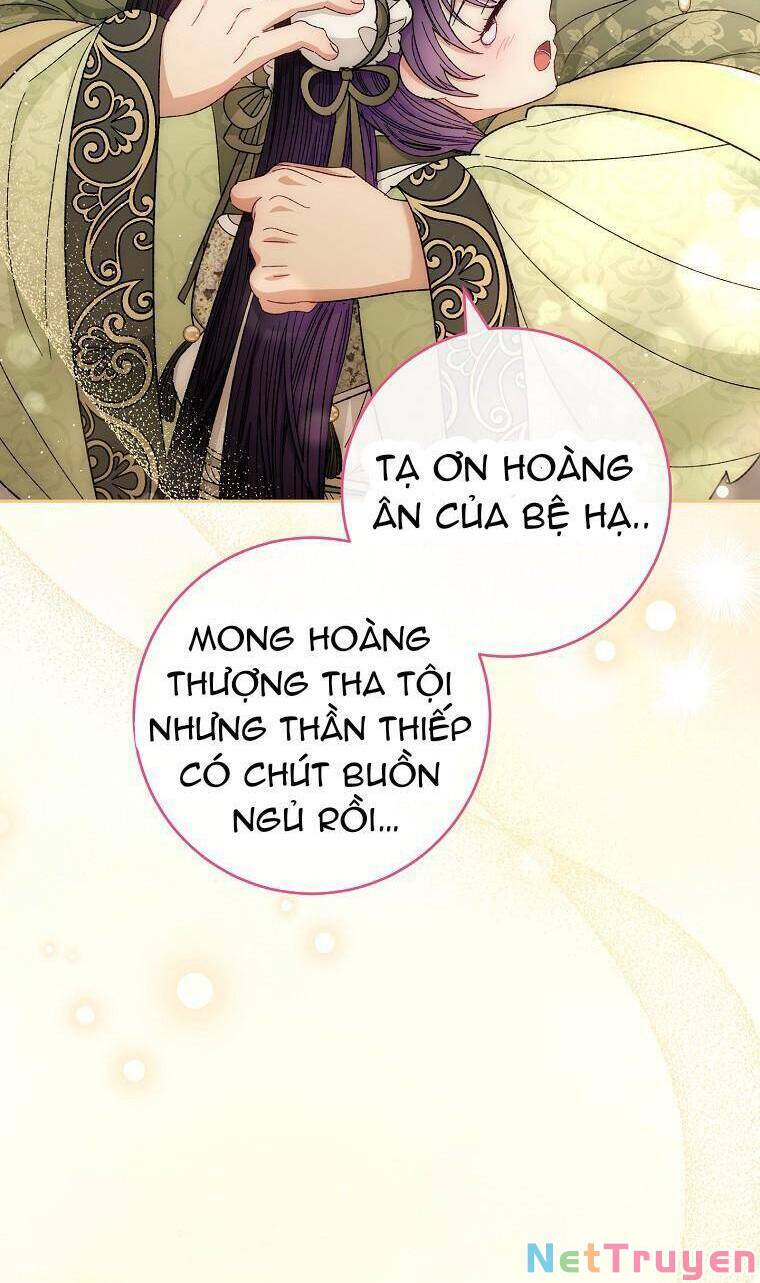 TẠ ƠN HOÀNG
ÂN CỦA BỆ HẠ..
MONG HOÀNG
THƯỢNG THA TỘI
NHƯNG THẦN THIẾP
CÓ CHÚT BUỒN
NGỦ RỒI...
NETTRUYEN